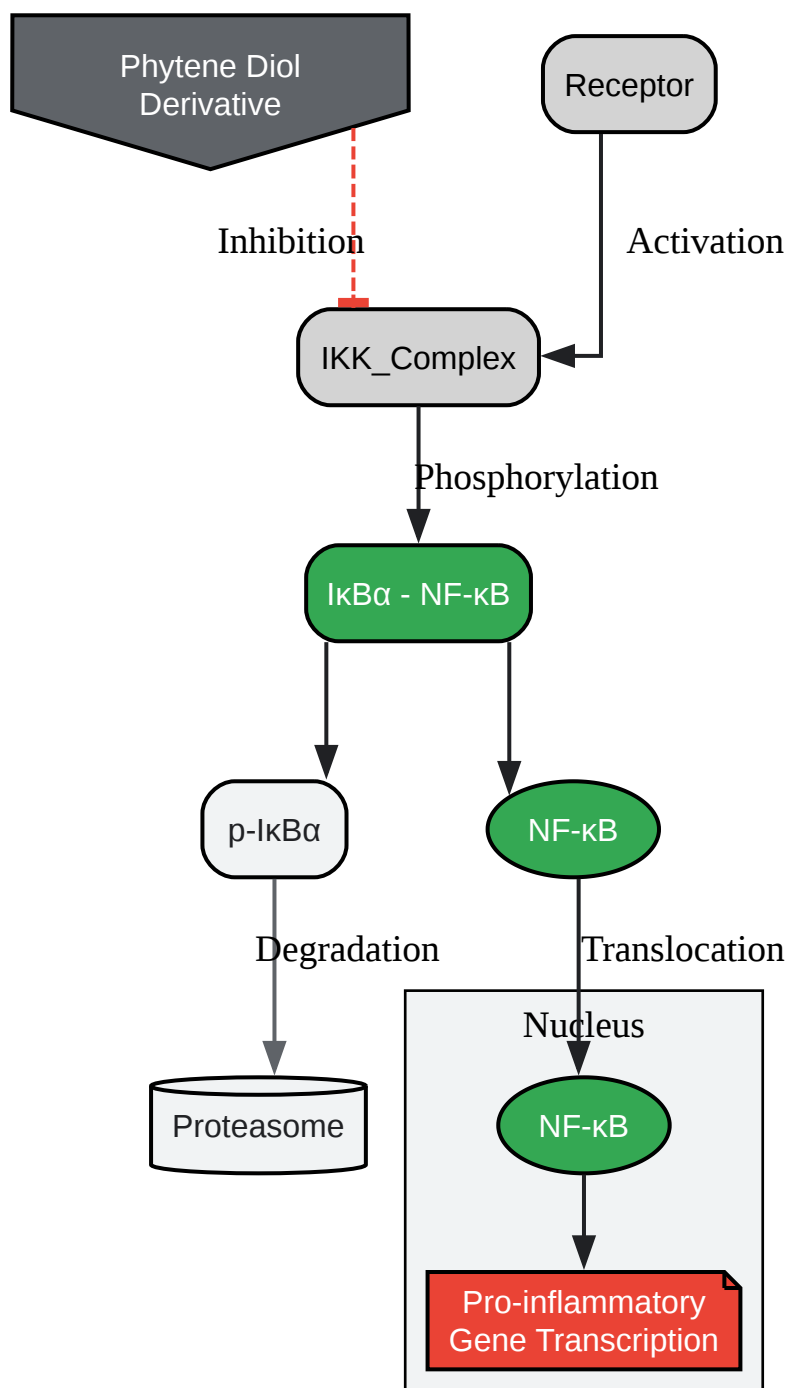 Phytene Diol
Derivative
Receptor
Inhibition
Activation
IKK_Complex
Phosphorylation
IκBα - NF-κB
p-IκBα
NF-κB
Degradation
Translocation
Nucleus
Proteasome
NF-κB
Pro-inflammatory
Gene Transcription